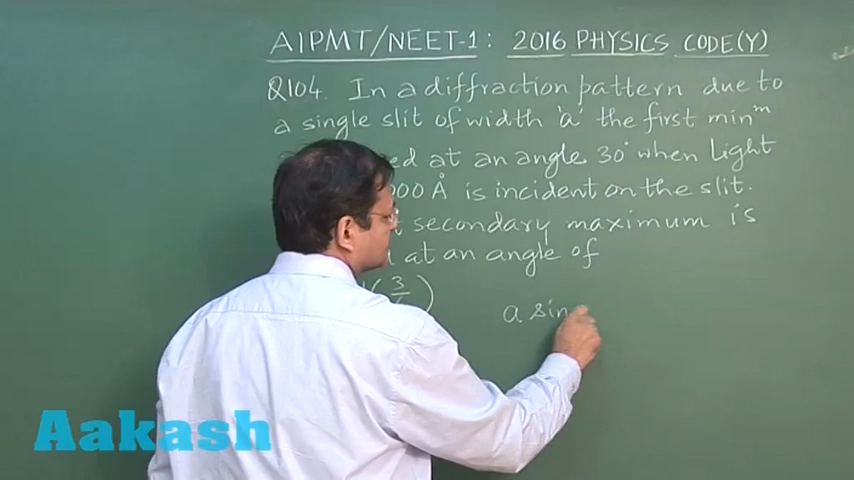 AIPMT/NEET-1: 2016 PHYSICS CODE(Y)
Q104. In a diffraction pattern due to
a single slit of width 'a' the first minᵐ
at an angle 30° when Light
Å is incident on the slit.
secondary maximum is
at an angle of
(3/
a sin
Aakash